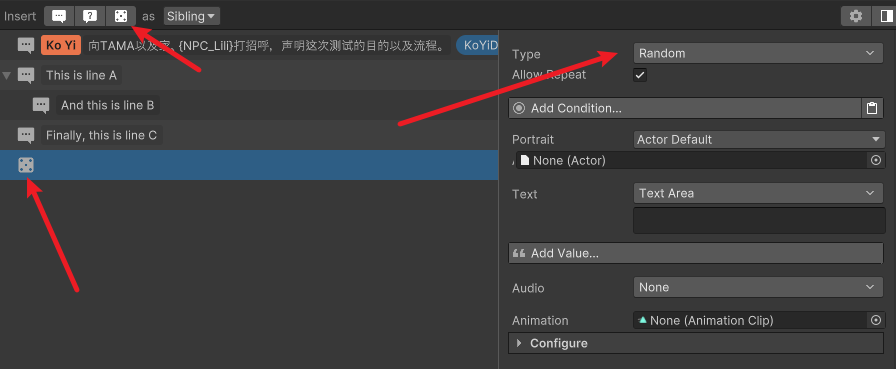 Insert as Sibling
Ko Yi 向TAMA以及家, {NPC_Lili}打招呼，声明这次测试的目的以及流程。 KoYiD
This is line A
And this is line B
Finally, this is line C
Type Random
Allow Repeat
Add Condition...
Portrait Actor Default
None (Actor)
Text Text Area
Add Value...
Audio None
Animation None (Animation Clip)
Configure